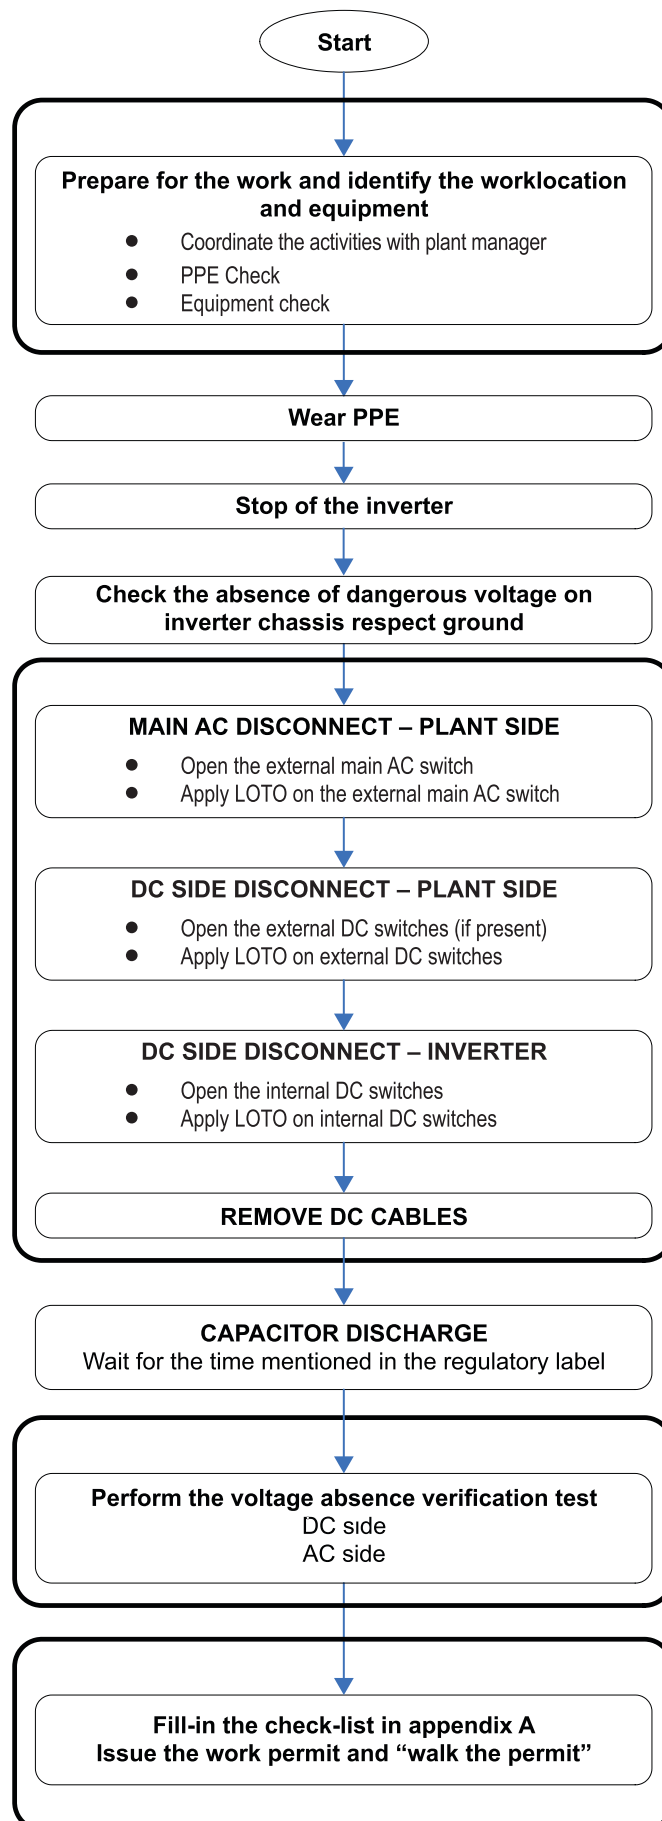 Start
Prepare for the work and identify the worklocation
and equipment
● Coordinate the activities with plant manager
● PPE Check
● Equipment check
Wear PPE
Stop of the inverter
Check the absence of dangerous voltage on
inverter chassis respect ground
MAIN AC DISCONNECT – PLANT SIDE
● Open the external main AC switch
● Apply LOTO on the external main AC switch
DC SIDE DISCONNECT – PLANT SIDE
● Open the external DC switches (if present)
● Apply LOTO on external DC switches
DC SIDE DISCONNECT – INVERTER
● Open the internal DC switches
● Apply LOTO on internal DC switches
REMOVE DC CABLES
CAPACITOR DISCHARGE
Wait for the time mentioned in the regulatory label
Perform the voltage absence verification test
DC side
AC side
Fill-in the check-list in appendix A
Issue the work permit and “walk the permit”